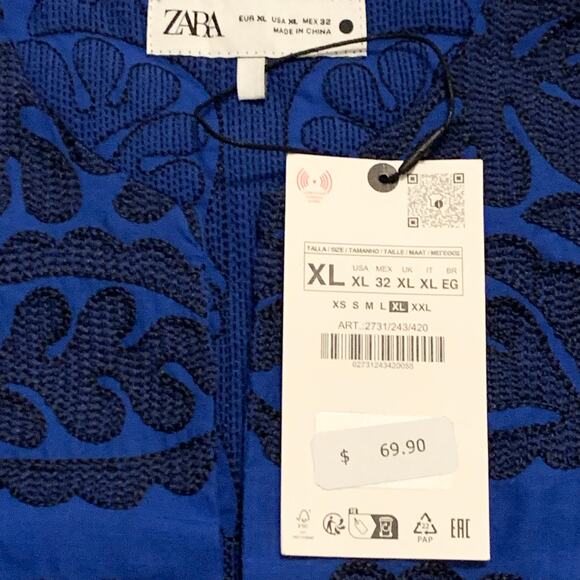 ZARA
EUR XL USA XL MEX 32
MADE IN CHINA
TALLA / SIZE / TAMANHO / TAILLE / MAAT / МЕГЕӨӨZ
XL
USA MEX UK IT BR
XL 32 XL XL EG
XS S M L XL XXL
ART.:2731/243/420
02731243420055
$ 69.90
22
PAP
EAC